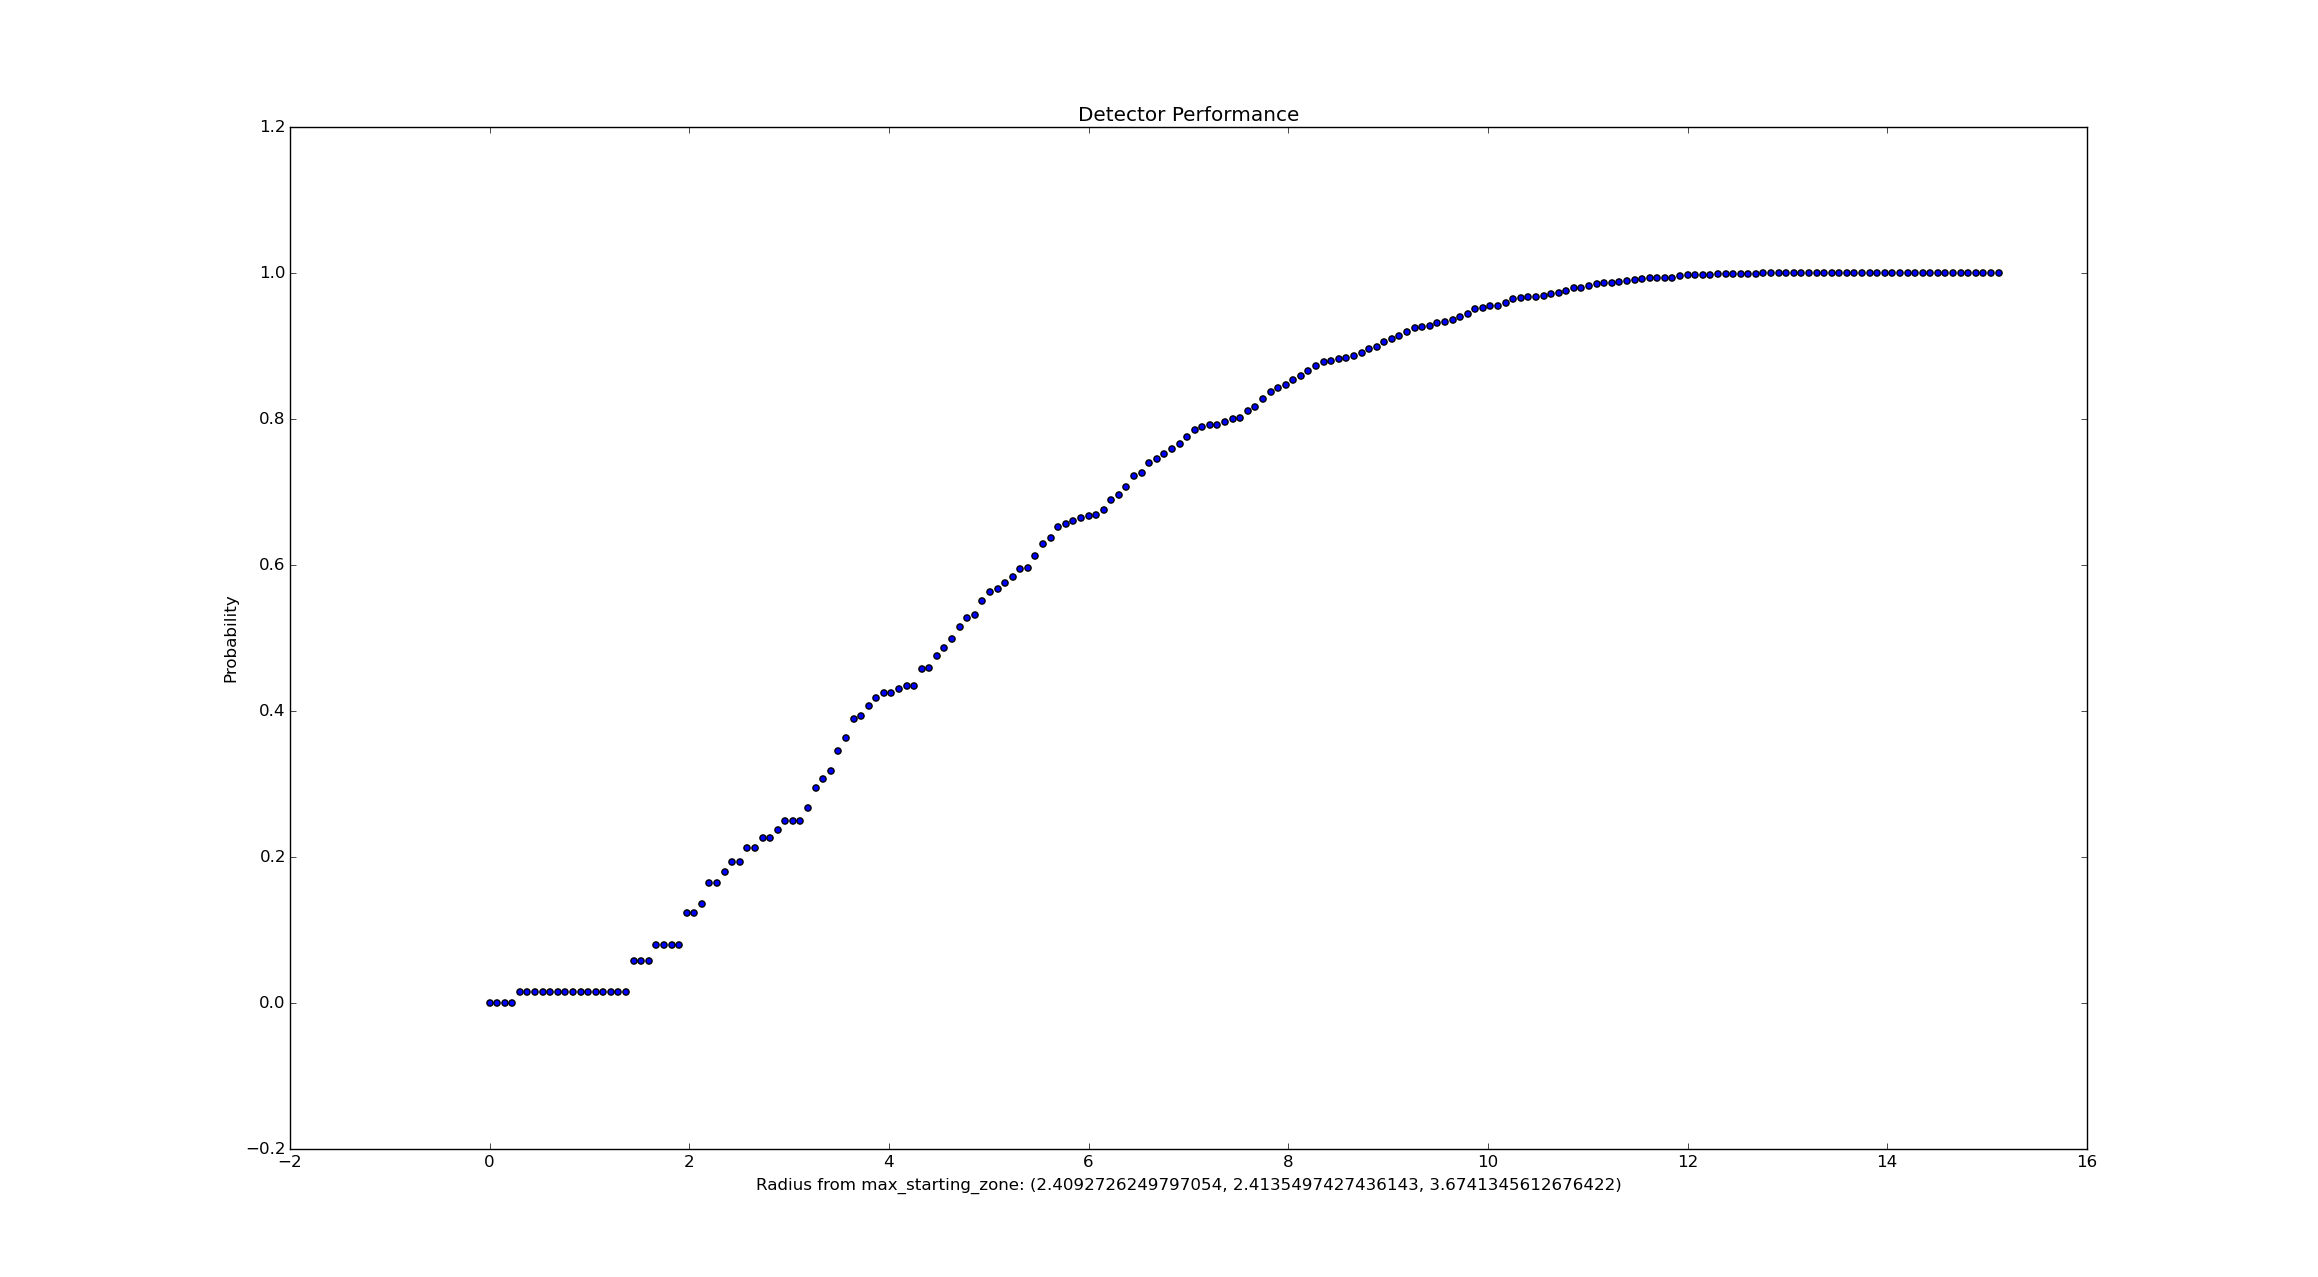 Detector Performance
1.2
1.0
0.8
0.6
0.4
0.2
0.0
−0.2
Probability
−2 0 2 4 6 8 10 12 14 16
Radius from max_starting_zone: (2.4092726249797054, 2.4135497427436143, 3.6741345612676422)